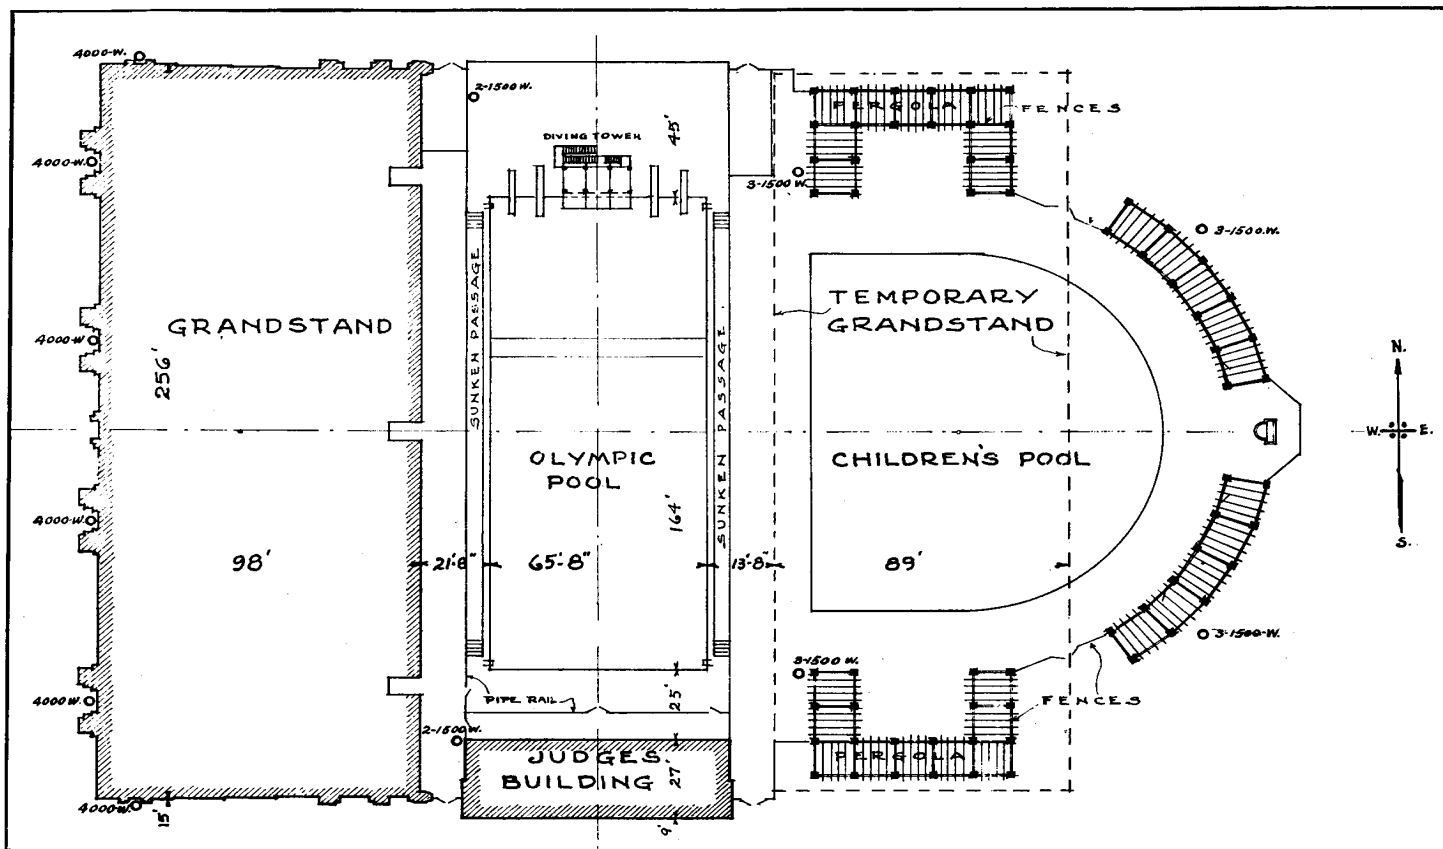 4000-W.
2-1500 W.
PERGOLA
FENCES
45'
DIVING TOWER
4000-W.
3-1500 W.
3-1500.W.
SUNKEN PASSAGE
TEMPORARY
GRANDSTAND
GRANDSTAND
256'
SUNKEN PASSAGE
4000-W
N.
W.
E.
S.
OLYMPIC
POOL
CHILDREN'S POOL
164'
4000-W.
98'
21'-8"
65'-8"
13'-8"
89'
3-1500-W.
3-1500 W.
4000 W.
PIPE RAIL
25'
FENCES
2-1500 W.
JUDGES.
BUILDING
27'
PERGOLA
4000-W.
15'
9'